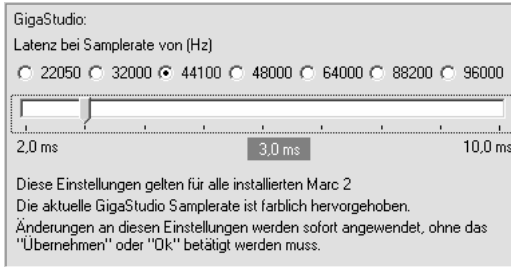 GigaStudio:
Latenz bei Samplerate von (Hz)
22050 32000 44100 48000 64000 88200 96000
2,0 ms 3,0 ms 10,0 ms
Diese Einstellungen gelten für alle installierten Marc 2
Die aktuelle GigaStudio Samplerate ist farblich hervorgehoben.
Änderungen an diesen Einstellungen werden sofort angewendet, ohne das
"Übernehmen" oder "Ok" betätigt werden muss.